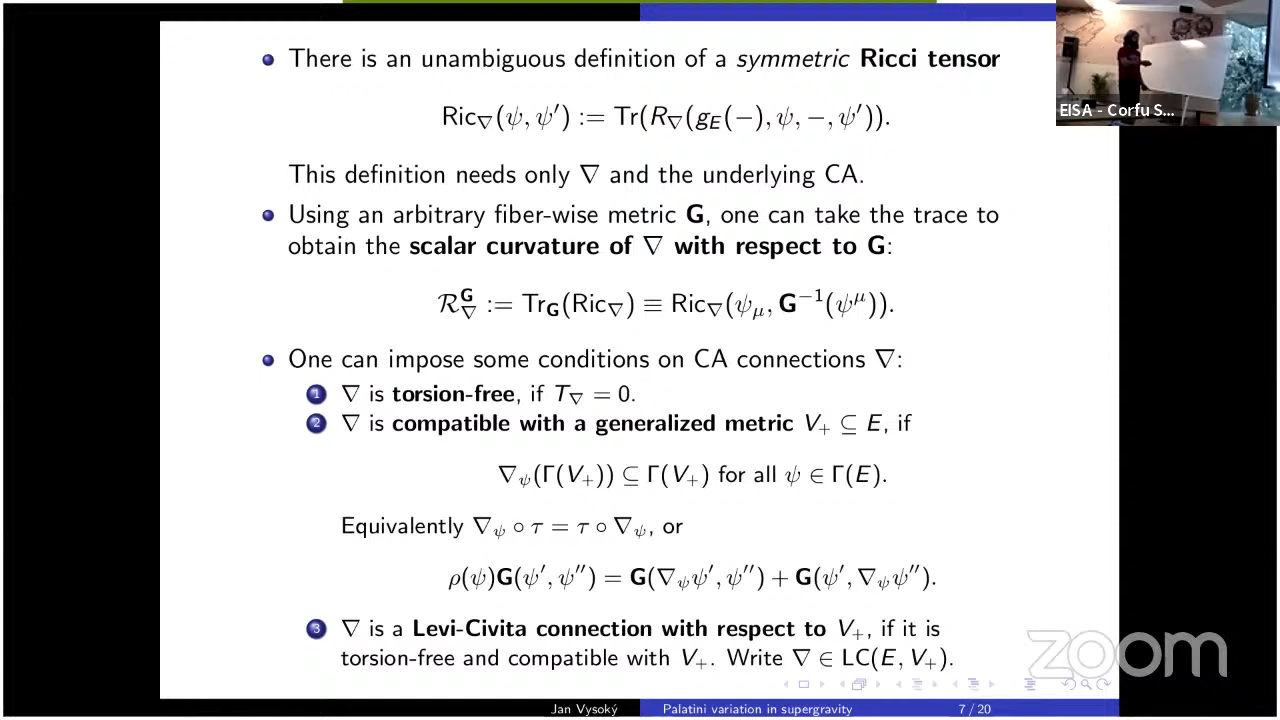 There is an unambiguous definition of a symmetric Ricci tensor
Ric∇(ψ, ψ′) := Tr(R∇(gE(−), ψ, −, ψ′)).
This definition needs only ∇ and the underlying CA.
Using an arbitrary fiber-wise metric G, one can take the trace to
obtain the scalar curvature of ∇ with respect to G:
ℛ∇^G := Tr_G(Ric∇) ≡ Ric∇(ψμ, G⁻¹(ψ^μ)).
One can impose some conditions on CA connections ∇:
1 ∇ is torsion-free, if T∇ = 0.
2 ∇ is compatible with a generalized metric V₊ ⊆ E, if
∇ψ(Γ(V₊)) ⊆ Γ(V₊) for all ψ ∈ Γ(E).
Equivalently ∇ψ ∘ τ = τ ∘ ∇ψ, or
ρ(ψ)G(ψ′, ψ″) = G(∇ψψ′, ψ″) + G(ψ′, ∇ψψ″).
3 ∇ is a Levi-Civita connection with respect to V₊, if it is
torsion-free and compatible with V₊. Write ∇ ∈ LC(E, V₊).
Jan Vysoký Palatini variation in supergravity 7 / 20
EISA - Corfu S...
zoom